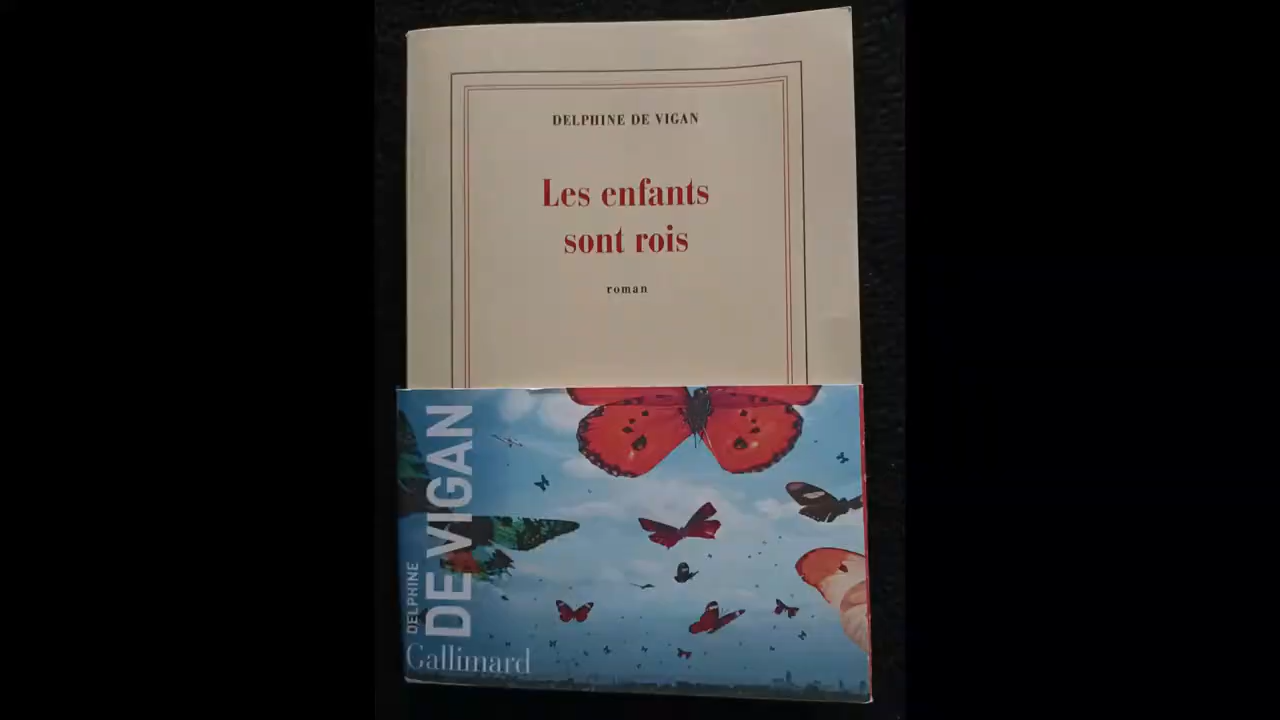 DELPHINE DE VIGAN
Les enfants
sont rois
roman
DELPHINE
DE VIGAN
Gallimard